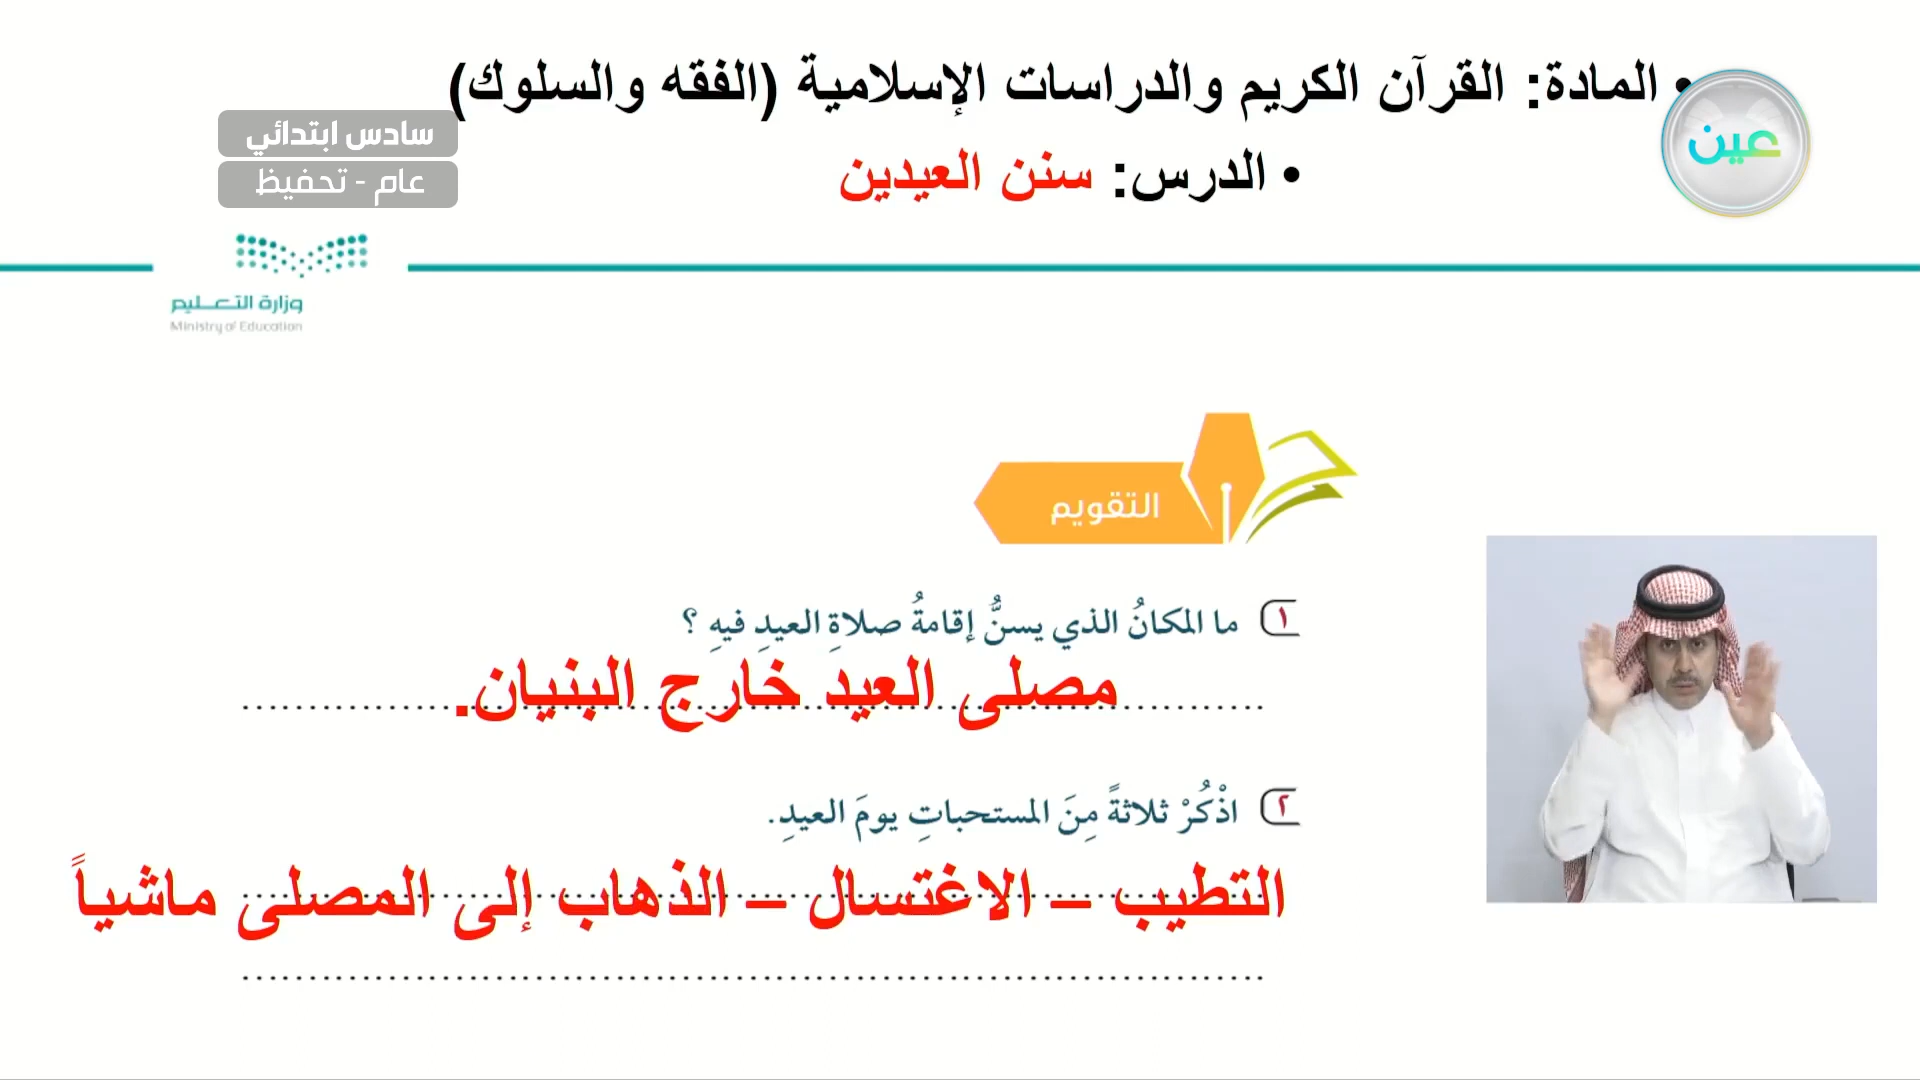 • المادة: القرآن الكريم والدراسات الإسلامية (الفقه والسلوك)
عين
سادس ابتدائي
عام - تحفيظ
• الدرس: سنن العيدين
وزارة التعليم
Ministry of Education
التقويم
١ ما المكانُ الذي يسنُّ إقامةُ صلاةِ العيدِ فيهِ ؟
مصلى العيد خارج البنيان.
٢ اذْكُرْ ثلاثةً مِنَ المستحباتِ يومَ العيدِ.
التطيب – الاغتسال – الذهاب إلى المصلى ماشياً